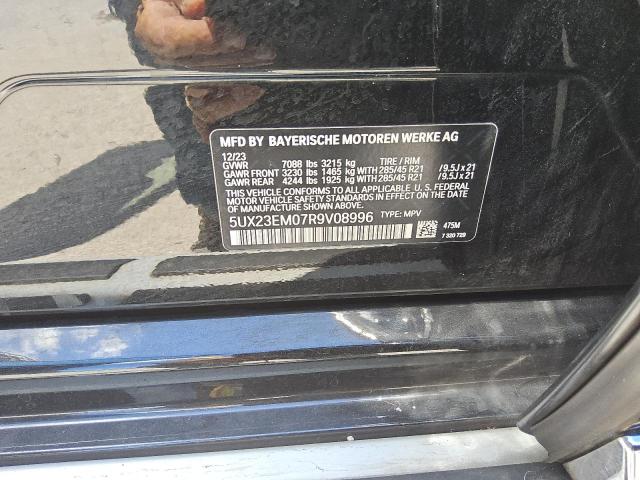 MFD BY BAYERISCHE MOTOREN WERKE AG
12/23
GVWR 7088 lbs 3215 kg TIRE / RIM
GAWR FRONT 3230 lbs 1465 kg WITH 285/45 R21 /9.5J x 21
GAWR REAR 4244 lbs 1925 kg WITH 285/45 R21 /9.5J x 21
THIS VEHICLE CONFORMS TO ALL APPLICABLE U. S. FEDERAL
MOTOR VEHICLE SAFETY STANDARDS IN EFFECT ON THE DATE
OF MANUFACTURE SHOWN ABOVE.
5UX23EM07R9V08996 TYPE: MPV
475M
7 320 729